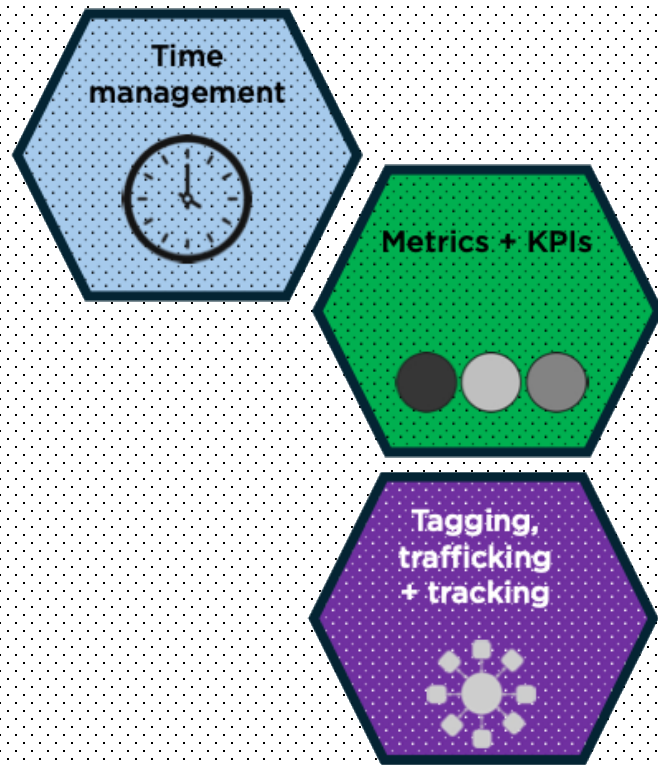 Time
management
Metrics + KPIs
Tagging,
trafficking
+ tracking